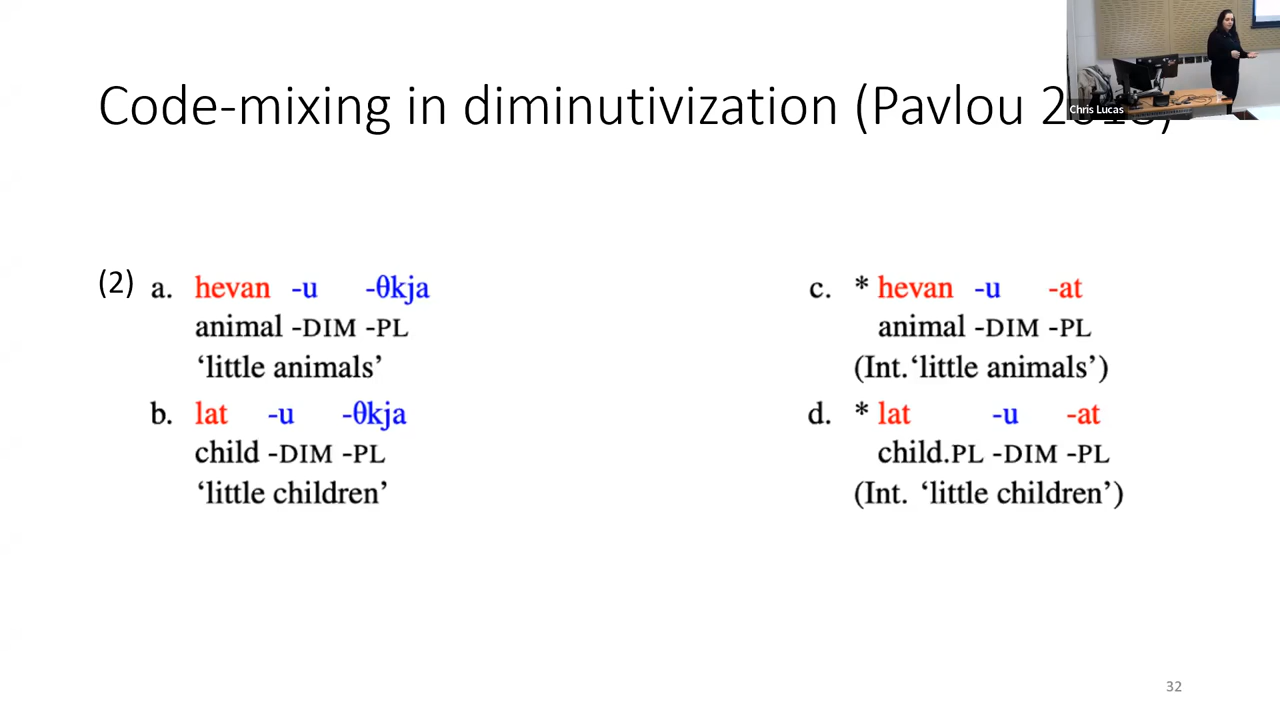 Code-mixing in diminutivization (Pavlou
Chris Lucas
(2) a. hevan -u -θkja
animal -DIM -PL
‘little animals’
b. lat -u -θkja
child -DIM -PL
‘little children’
c. * hevan -u -at
animal -DIM -PL
(Int.‘little animals’)
d. * lat -u -at
child.PL -DIM -PL
(Int. ‘little children’)
32